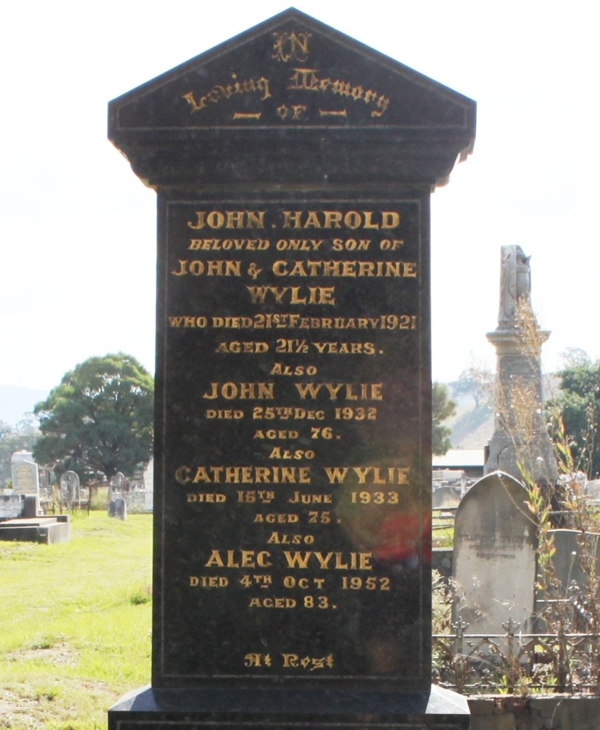 IN
Loving Memory
— OF —
JOHN. HAROLD
BELOVED ONLY SON OF
JOHN & CATHERINE
WYLIE
WHO DIED 21ST FEBRUARY 1921
AGED 21½ YEARS.
ALSO
JOHN WYLIE
DIED 25TH DEC 1932
AGED 76.
ALSO
CATHERINE WYLIE
DIED 15TH JUNE 1933
AGED 75.
ALSO
ALEC WYLIE
DIED 4TH OCT 1952
AGED 83.
At Rest